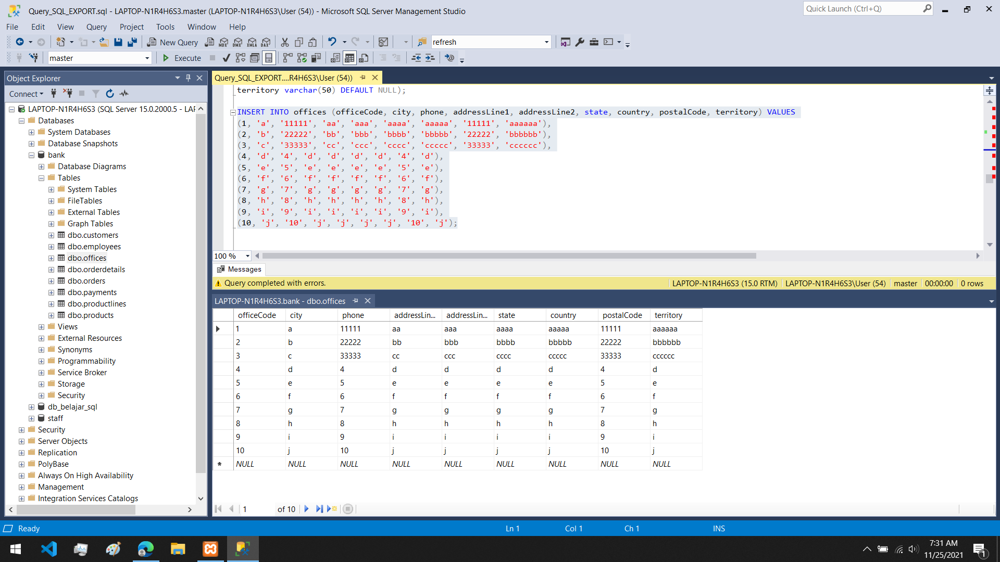 Query_SQL_EXPORT.sql - LAPTOP-N1R4H6S3.master (LAPTOP-N1R4H6S3\User (54)) - Microsoft SQL Server Management Studio
Quick Launch (Ctrl+Q)
File Edit View Query Project Tools Window Help
New Query MDX DMX XMLA DAX refresh
master Execute
Object Explorer
Connect
LAPTOP-N1R4H6S3 (SQL Server 15.0.2000.5 - LAP
Databases
System Databases
Database Snapshots
bank
Database Diagrams
Tables
System Tables
FileTables
External Tables
Graph Tables
dbo.customers
dbo.employees
dbo.offices
dbo.orderdetails
dbo.orders
dbo.payments
dbo.productlines
dbo.products
Views
External Resources
Synonyms
Programmability
Service Broker
Storage
Security
db_belajar_sql
staff
Security
Server Objects
Replication
PolyBase
Always On High Availability
Management
Integration Services Catalogs
Query_SQL_EXPORT....R4H6S3\User (54))
territory varchar(50) DEFAULT NULL);
INSERT INTO offices (officeCode, city, phone, addressLine1, addressLine2, state, country, postalCode, territory) VALUES
(1, 'a', '11111', 'aa', 'aaa', 'aaaa', 'aaaaa', '11111', 'aaaaaa'),
(2, 'b', '22222', 'bb', 'bbb', 'bbbb', 'bbbbb', '22222', 'bbbbbb'),
(3, 'c', '33333', 'cc', 'ccc', 'cccc', 'ccccc', '33333', 'cccccc'),
(4, 'd', '4', 'd', 'd', 'd', 'd', '4', 'd'),
(5, 'e', '5', 'e', 'e', 'e', 'e', '5', 'e'),
(6, 'f', '6', 'f', 'f', 'f', 'f', '6', 'f'),
(7, 'g', '7', 'g', 'g', 'g', 'g', '7', 'g'),
(8, 'h', '8', 'h', 'h', 'h', 'h', '8', 'h'),
(9, 'i', '9', 'i', 'i', 'i', 'i', '9', 'i'),
(10, 'j', '10', 'j', 'j', 'j', 'j', '10', 'j');
100 %
Messages
Query completed with errors. LAPTOP-N1R4H6S3 (15.0 RTM) LAPTOP-N1R4H6S3\User (54) master 00:00:00 0 rows
LAPTOP-N1R4H6S3.bank - dbo.offices
officeCode city phone addressLin... addressLin... state country postalCode territory
1 a 11111 aa aaa aaaa aaaaa 11111 aaaaaa
2 b 22222 bb bbb bbbb bbbbb 22222 bbbbbb
3 c 33333 cc ccc cccc ccccc 33333 cccccc
4 d 4 d d d d 4 d
5 e 5 e e e e 5 e
6 f 6 f f f f 6 f
7 g 7 g g g g 7 g
8 h 8 h h h h 8 h
9 i 9 i i i i 9 i
10 j 10 j j j j 10 j
NULL NULL NULL NULL NULL NULL NULL NULL NULL
1 of 10
Ready Ln 1 Col 1 Ch 1 INS
7:31 AM
11/25/2021
1